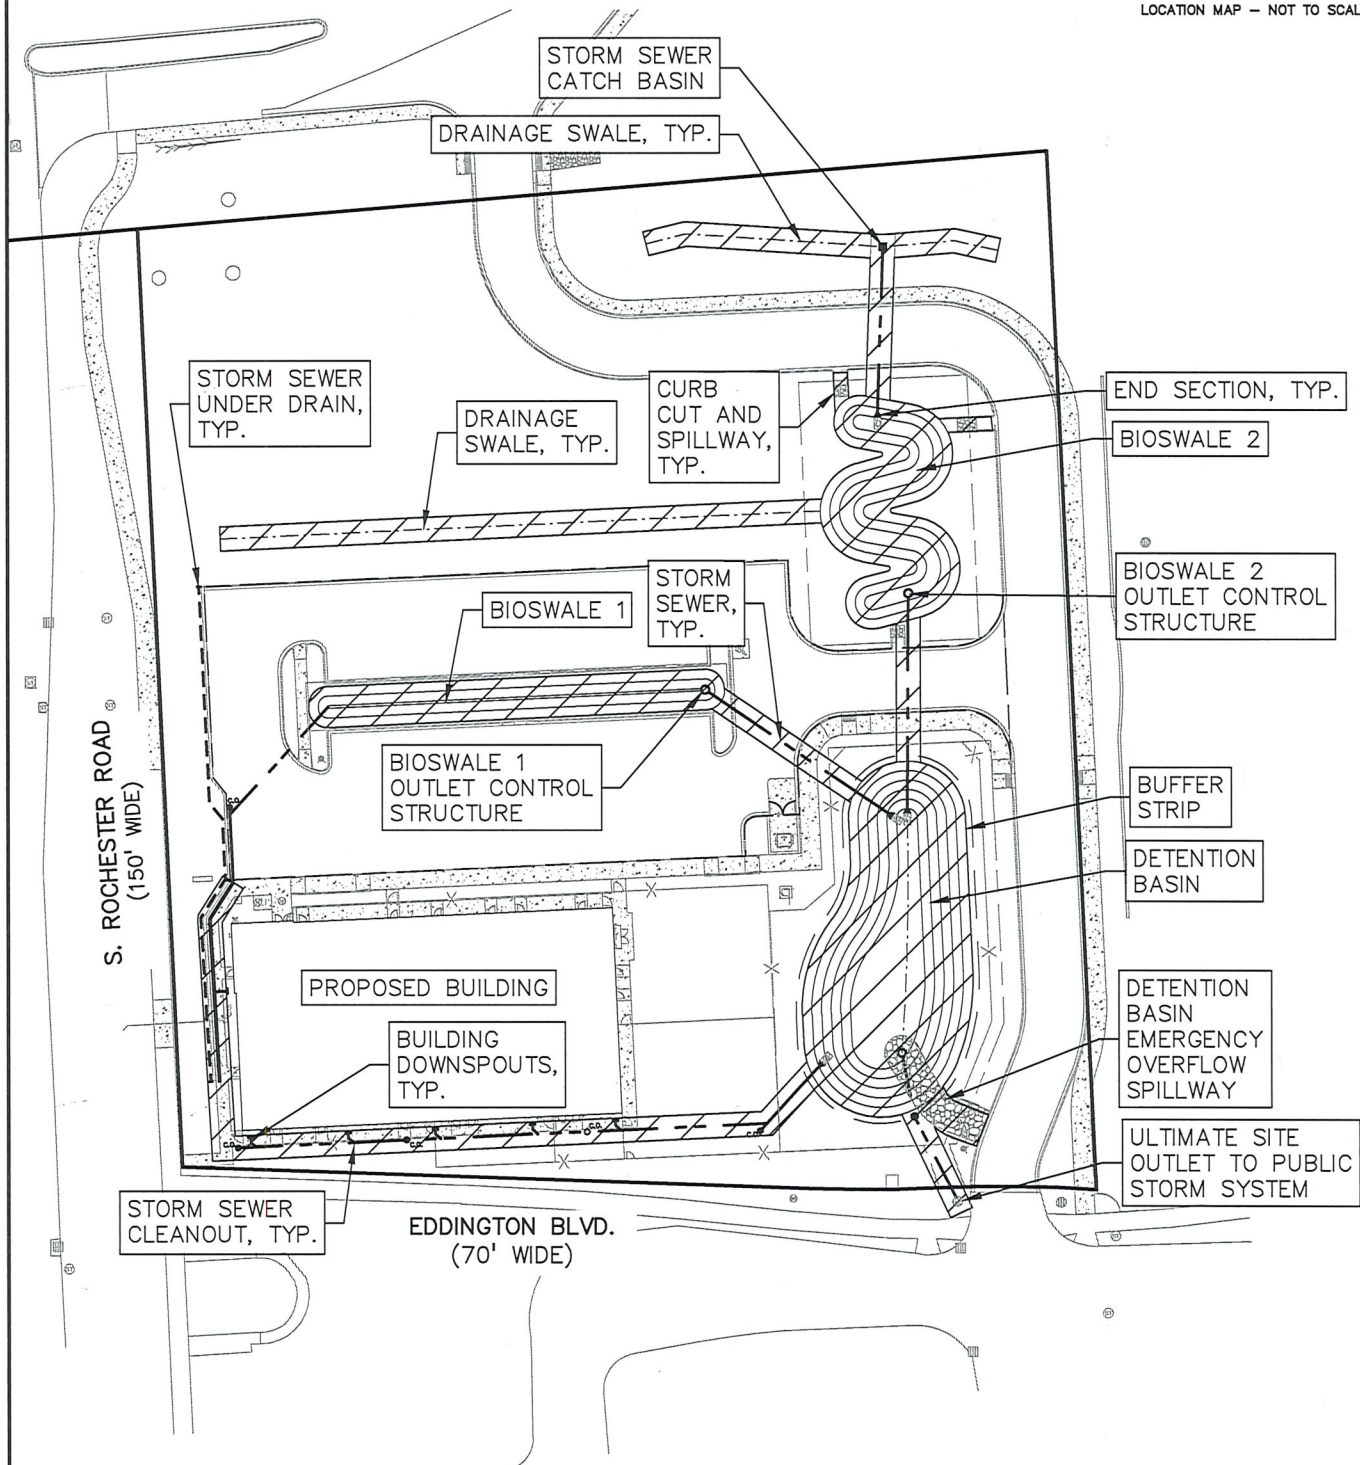 LOCATION MAP – NOT TO SCAL
STORM SEWER
CATCH BASIN
DRAINAGE SWALE, TYP.
STORM SEWER
UNDER DRAIN,
TYP.
DRAINAGE
SWALE, TYP.
CURB
CUT AND
SPILLWAY,
TYP.
END SECTION, TYP.
BIOSWALE 2
BIOSWALE 2
OUTLET CONTROL
STRUCTURE
STORM
SEWER,
TYP.
BIOSWALE 1
BIOSWALE 1
OUTLET CONTROL
STRUCTURE
S. ROCHESTER ROAD
(150' WIDE)
BUFFER
STRIP
DETENTION
BASIN
PROPOSED BUILDING
BUILDING
DOWNSPOUTS,
TYP.
DETENTION
BASIN
EMERGENCY
OVERFLOW
SPILLWAY
ULTIMATE SITE
OUTLET TO PUBLIC
STORM SYSTEM
STORM SEWER
CLEANOUT, TYP.
EDDINGTON BLVD.
(70' WIDE)